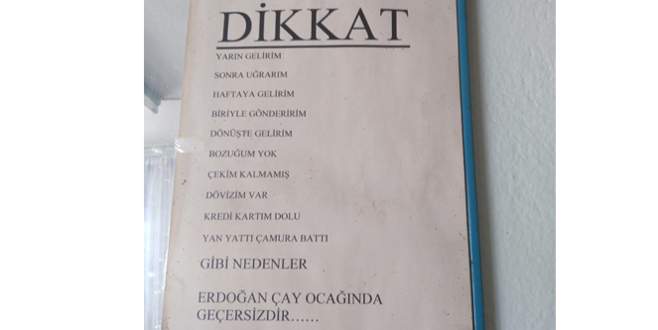 DİKKAT
YARIN GELİRİM
SONRA UĞRARIM
HAFTAYA GELİRİM
BİRİYLE GÖNDERİRİM
DÖNÜŞTE GELİRİM
BOZUĞUM YOK
ÇEKİM KALMAMIŞ
DÖVİZİM VAR
KREDİ KARTIM DOLU
YAN YATTI ÇAMURA BATTI
GİBİ NEDENLER
ERDOĞAN ÇAY OCAĞINDA
GEÇERSİZDİR......